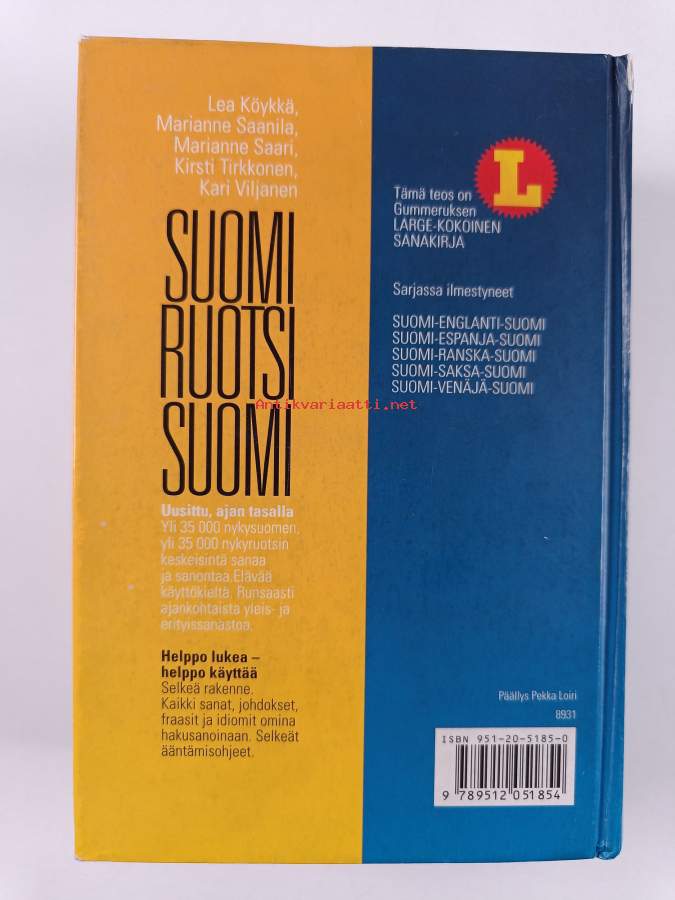 Lea Köykkä,
Marianne Saanila,
Marianne Saari,
Kirsti Tirkkonen,
Kari Viljanen
SUOMI
RUOTSI
SUOMI
Uusittu, ajan tasalla
Yli 35 000 nykysuomen,
yli 35 000 nykyruotsin
keskeisintä sanaa
ja sanontaa.Elävää
käyttökieltä. Runsaasti
ajankohtaista yleis- ja
erityissanastoa.
Helppo lukea –
helppo käyttää
Selkeä rakenne.
Kaikki sanat, johdokset,
fraasit ja idiomit omina
hakusanoinaan. Selkeät
ääntämisohjeet.
L
Tämä teos on
Gummeruksen
LARGE-KOKOINEN
SANAKIRJA
Sarjassa ilmestyneet
SUOMI-ENGLANTI-SUOMI
SUOMI-ESPANJA-SUOMI
SUOMI-RANSKA-SUOMI
SUOMI-SAKSA-SUOMI
SUOMI-VENÄJÄ-SUOMI
Antikvariaatti.net
Päällys Pekka Loiri
8931
ISBN 951-20-5185-0
9 789512 051854